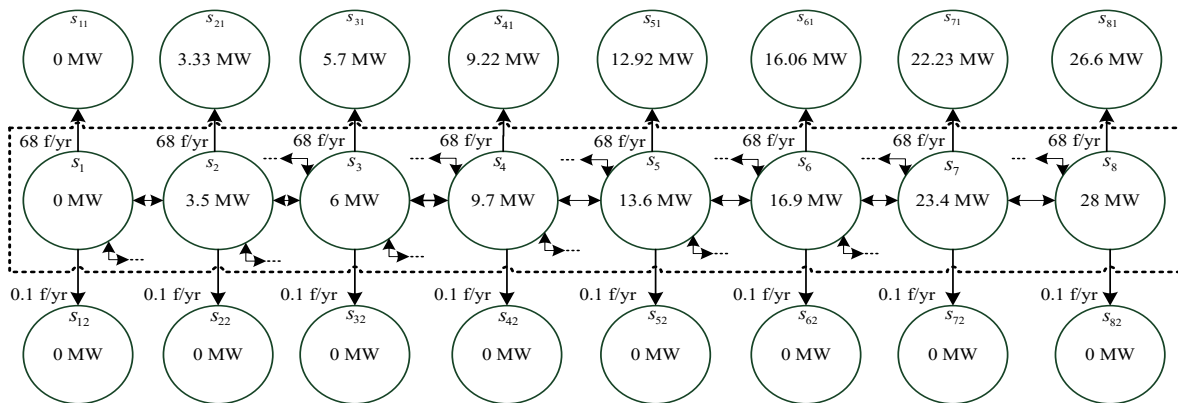 s11 s21 s31 s41 s51 s61 s71 s81
0 MW 3.33 MW 5.7 MW 9.22 MW 12.92 MW 16.06 MW 22.23 MW 26.6 MW
68 f/yr 68 f/yr 68 f/yr 68 f/yr 68 f/yr 68 f/yr 68 f/yr 68 f/yr
s1 s2 s3 s4 s5 s6 s7 s8
0 MW 3.5 MW 6 MW 9.7 MW 13.6 MW 16.9 MW 23.4 MW 28 MW
0.1 f/yr 0.1 f/yr 0.1 f/yr 0.1 f/yr 0.1 f/yr 0.1 f/yr 0.1 f/yr 0.1 f/yr
s12 s22 s32 s42 s52 s62 s72 s82
0 MW 0 MW 0 MW 0 MW 0 MW 0 MW 0 MW 0 MW